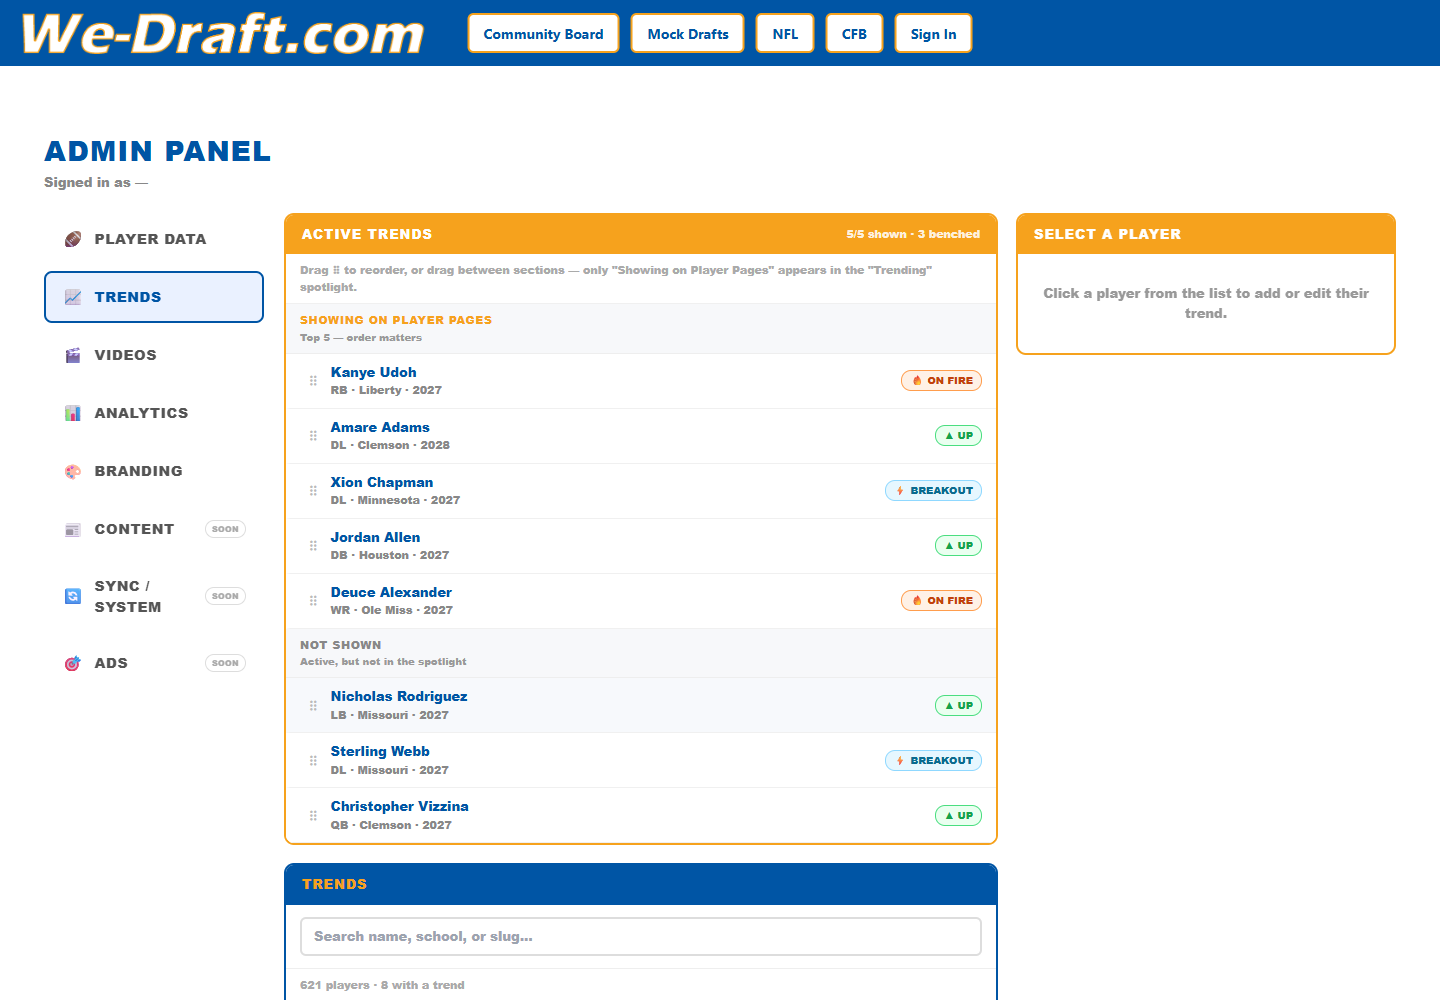 We-Draft.com
Community Board
Mock Drafts
NFL
CFB
Sign In
ADMIN PANEL
Signed in as —
PLAYER DATA
TRENDS
VIDEOS
ANALYTICS
BRANDING
CONTENT
SOON
SYNC /
SYSTEM
SOON
ADS
SOON
ACTIVE TRENDS
5/5 shown · 3 benched
Drag ⠿ to reorder, or drag between sections — only "Showing on Player Pages" appears in the "Trending"
spotlight.
SHOWING ON PLAYER PAGES
Top 5 — order matters
Kanye Udoh
RB · Liberty · 2027
🔥 ON FIRE
Amare Adams
DL · Clemson · 2028
▲ UP
Xion Chapman
DL · Minnesota · 2027
⚡ BREAKOUT
Jordan Allen
DB · Houston · 2027
▲ UP
Deuce Alexander
WR · Ole Miss · 2027
🔥 ON FIRE
NOT SHOWN
Active, but not in the spotlight
Nicholas Rodriguez
LB · Missouri · 2027
▲ UP
Sterling Webb
DL · Missouri · 2027
⚡ BREAKOUT
Christopher Vizzina
QB · Clemson · 2027
▲ UP
TRENDS
Search name, school, or slug...
621 players · 8 with a trend
SELECT A PLAYER
Click a player from the list to add or edit their
trend.